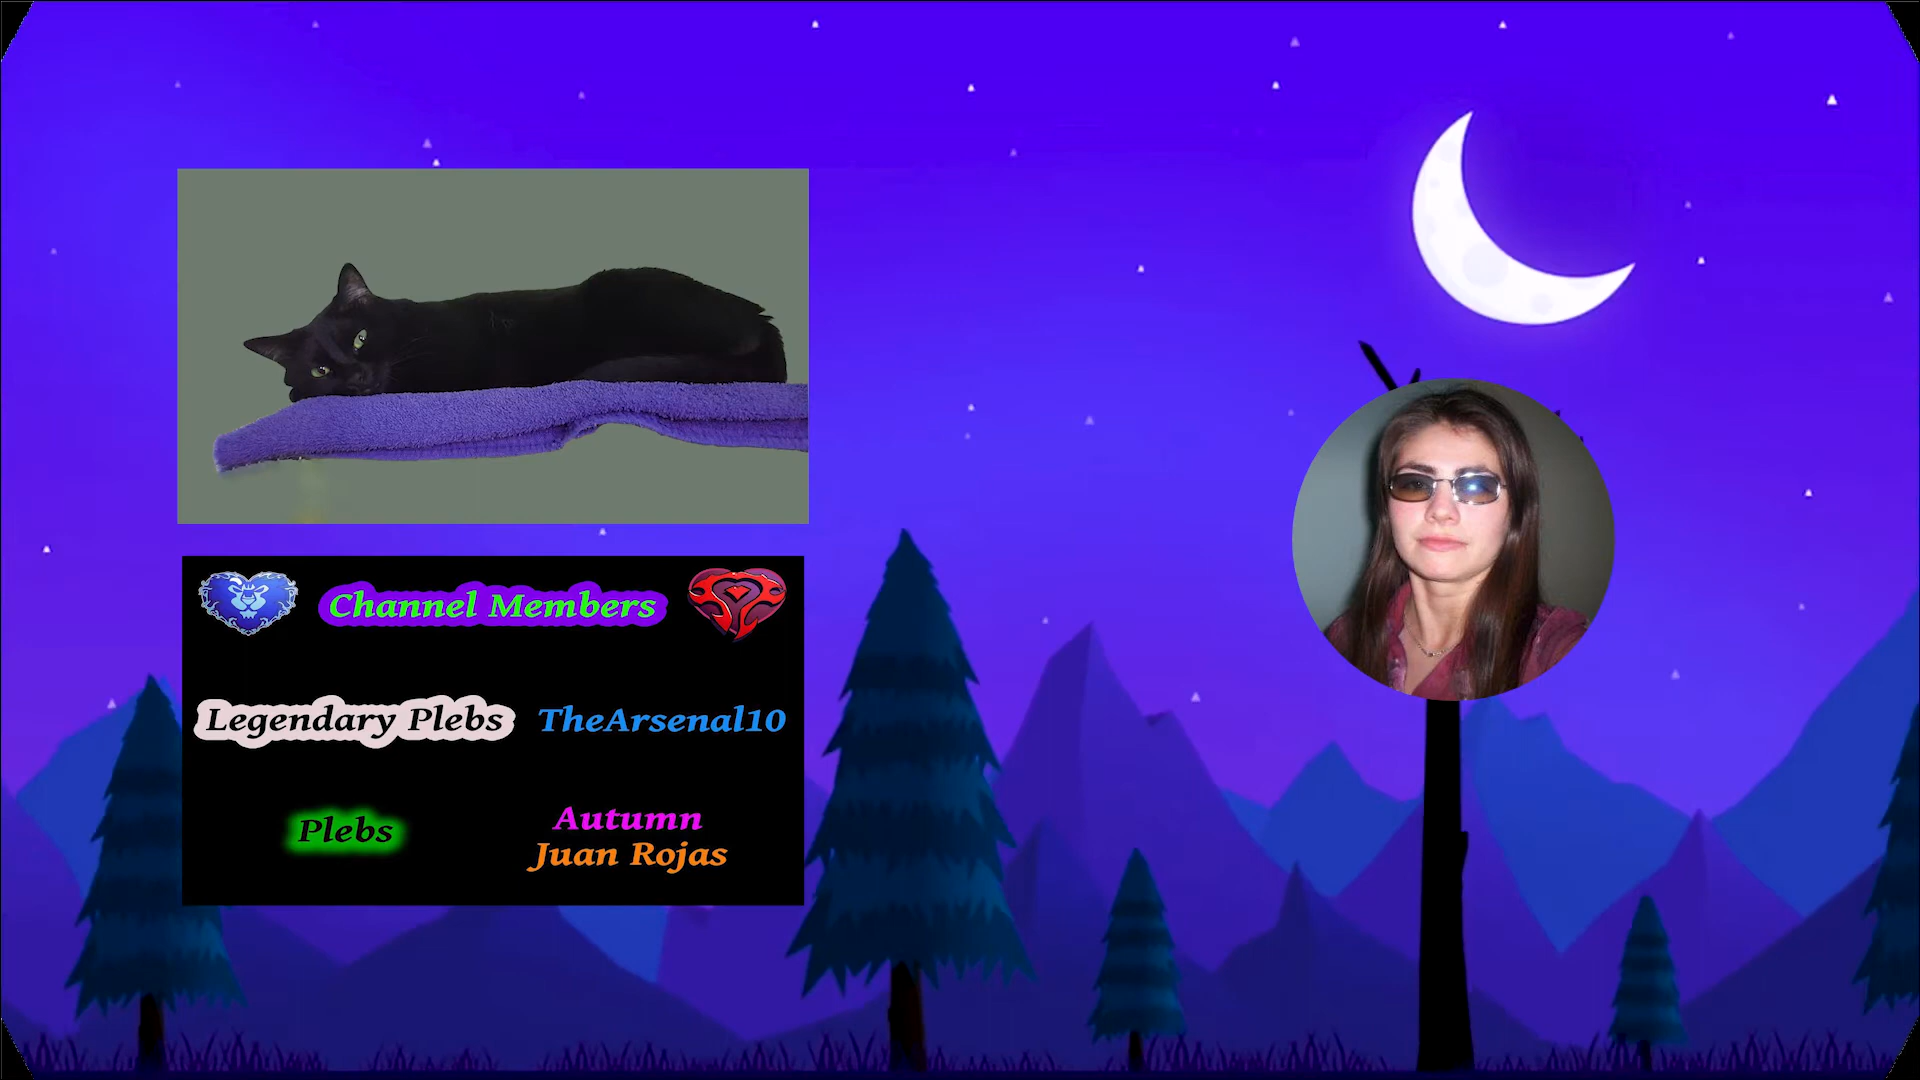 Channel Members
Legendary Plebs TheArsenal10
Plebs
Autumn
Juan Rojas